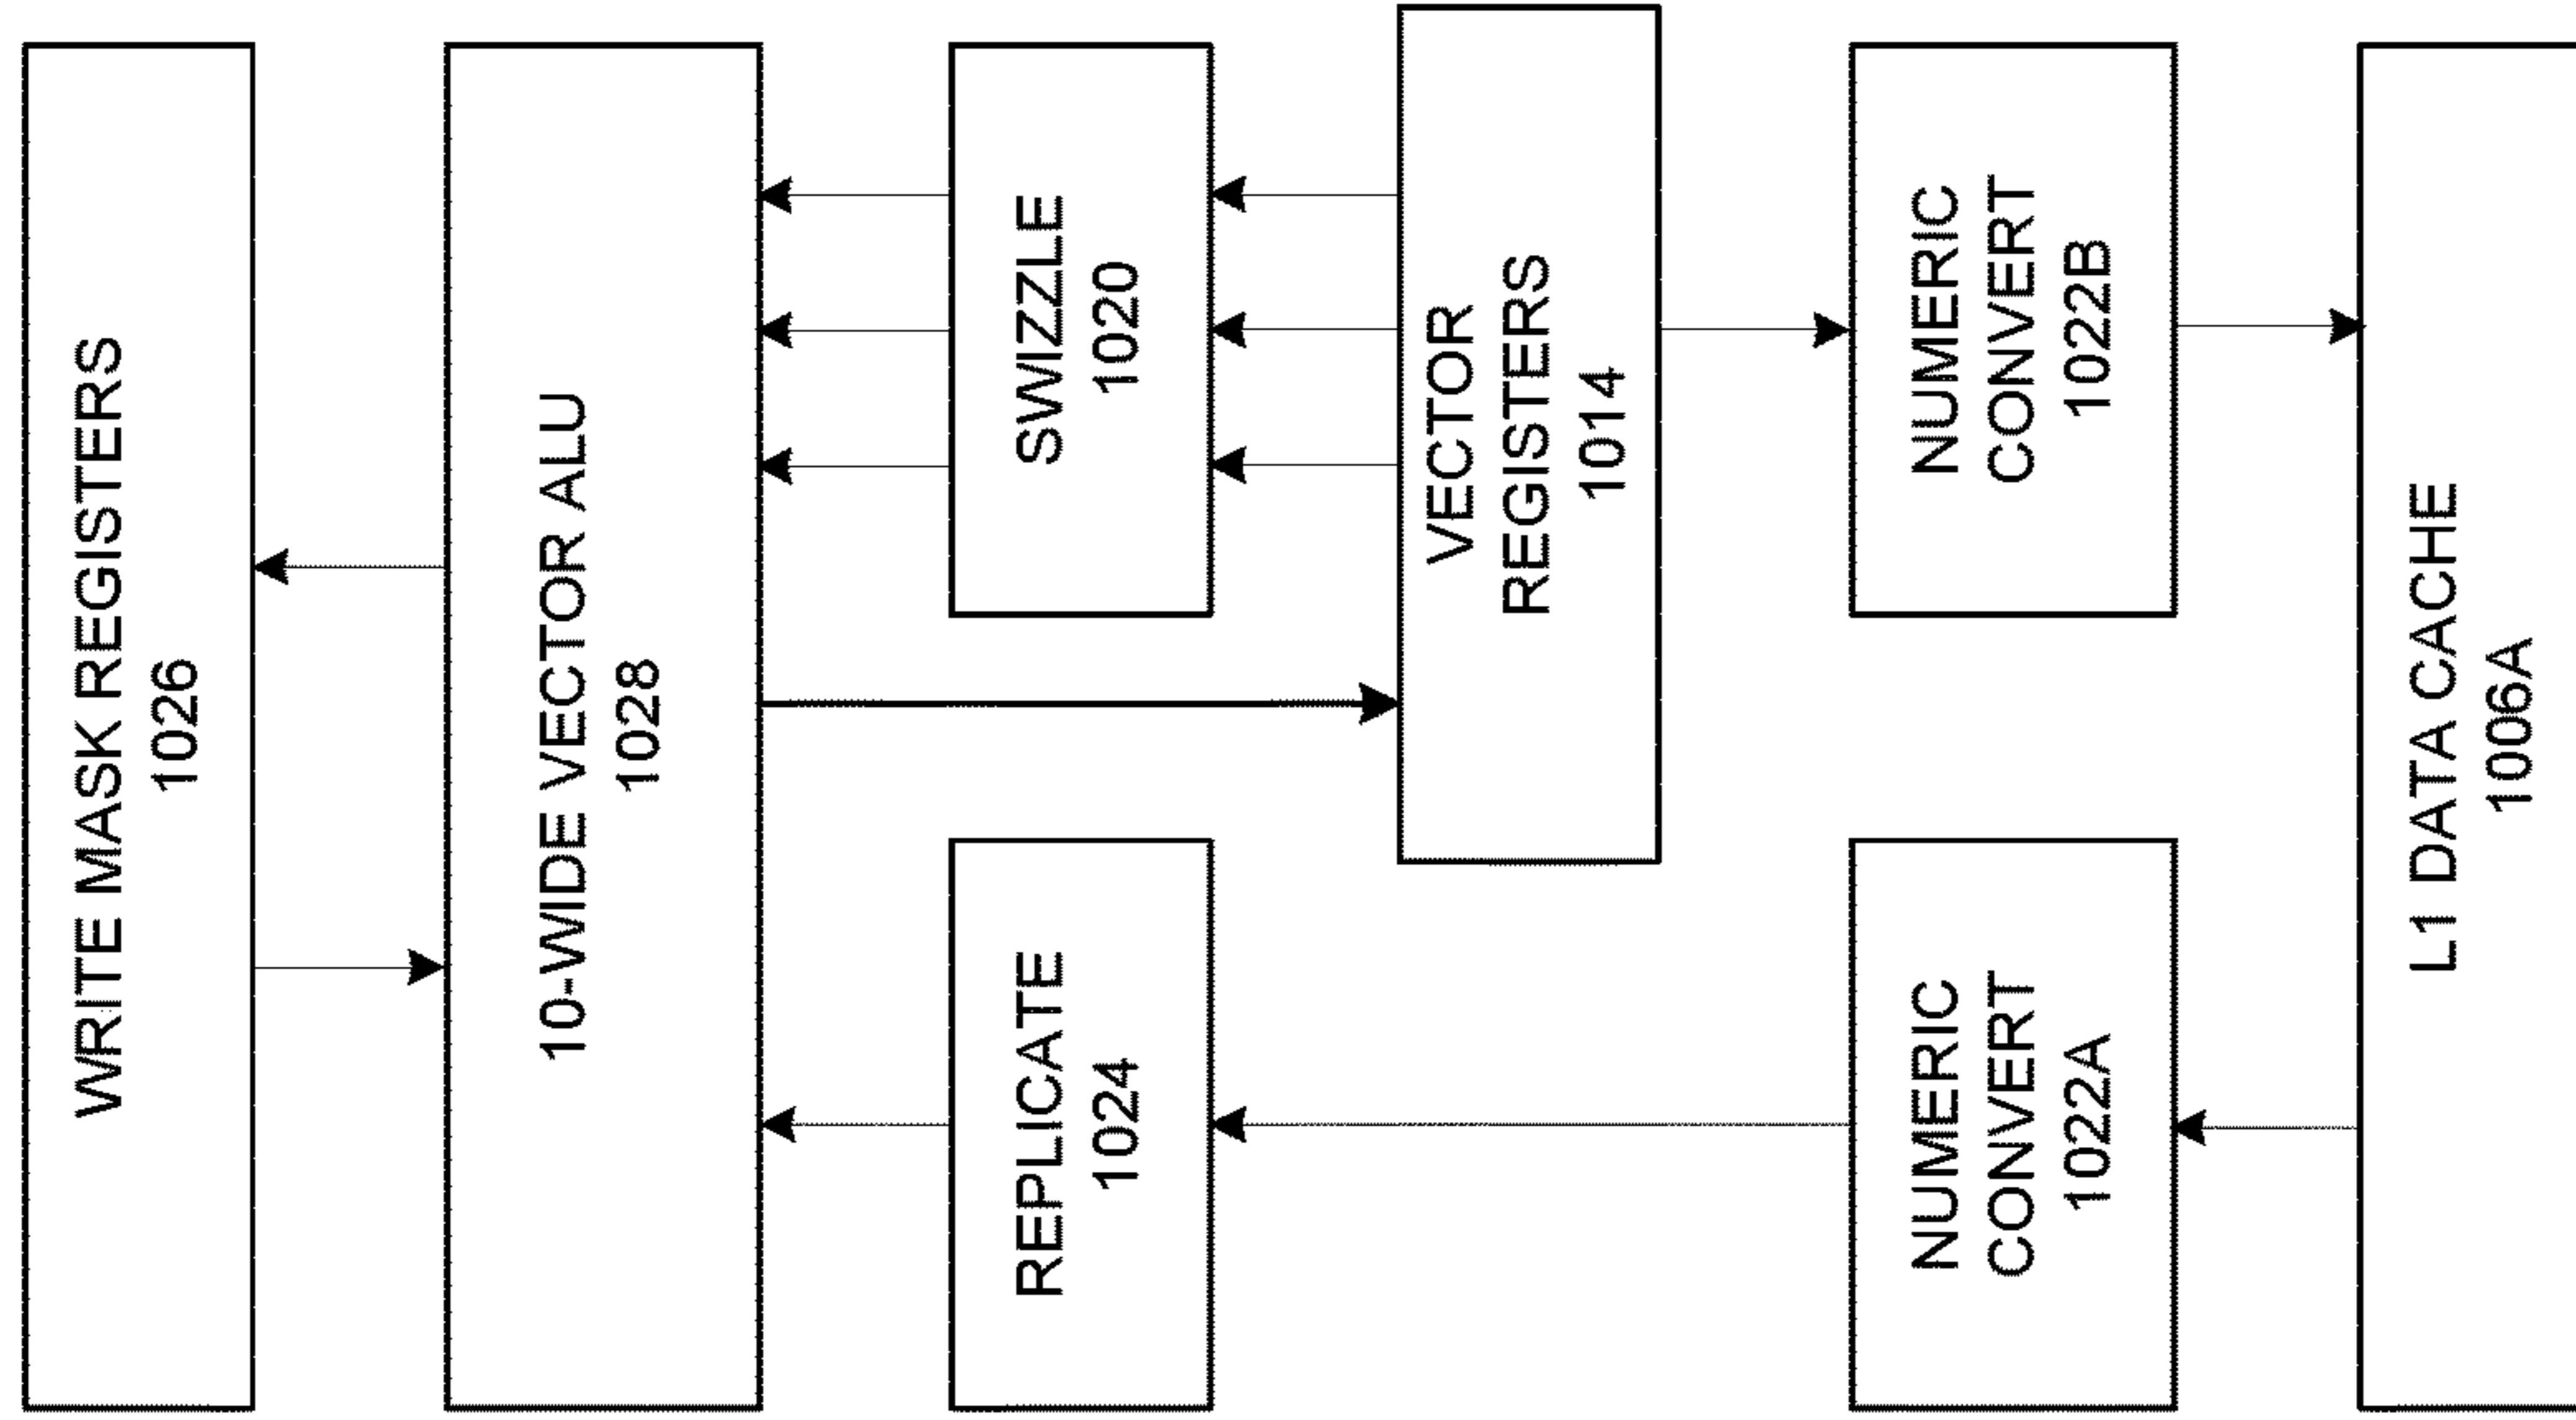 WRITE MASK REGISTERS
1026
10-WIDE VECTOR ALU
1028
REPLICATE
1024
SWIZZLE
1020
VECTOR
REGISTERS
1014
NUMERIC
CONVERT
1022A
NUMERIC
CONVERT
1022B
L1 DATA CACHE
1006A